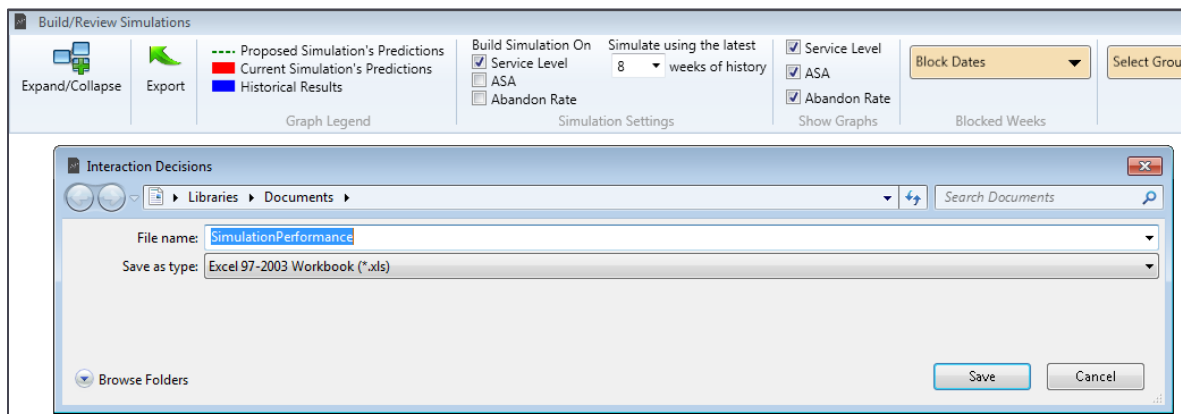 Build/Review Simulations
Expand/Collapse
Export
Proposed Simulation's Predictions
Current Simulation's Predictions
Historical Results
Graph Legend
Build Simulation On
Service Level
ASA
Abandon Rate
Simulate using the latest
8 weeks of history
Simulation Settings
Service Level
ASA
Abandon Rate
Show Graphs
Block Dates
Blocked Weeks
Select Grou
Interaction Decisions
Libraries Documents
Search Documents
File name: SimulationPerformance
Save as type: Excel 97-2003 Workbook (*.xls)
Browse Folders
Save
Cancel